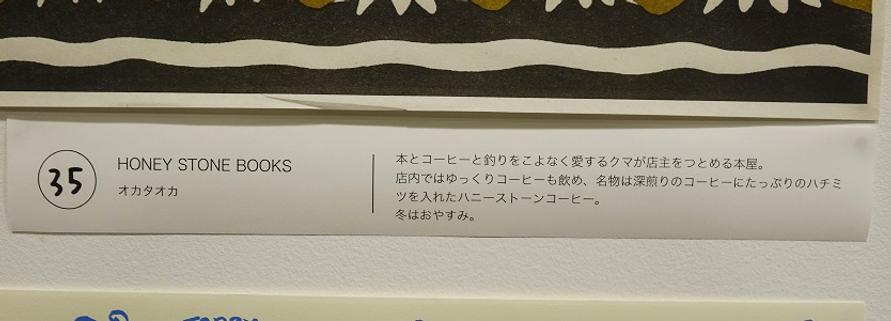 35
HONEY STONE BOOKS
オカタオカ
本とコーヒーと釣りをこよなく愛するクマが店主をつとめる本屋。
店内ではゆっくりコーヒーも飲め、名物は深煎りのコーヒーにたっぷりのハチミ
ツを入れたハニーストーンコーヒー。
冬はおやすみ。